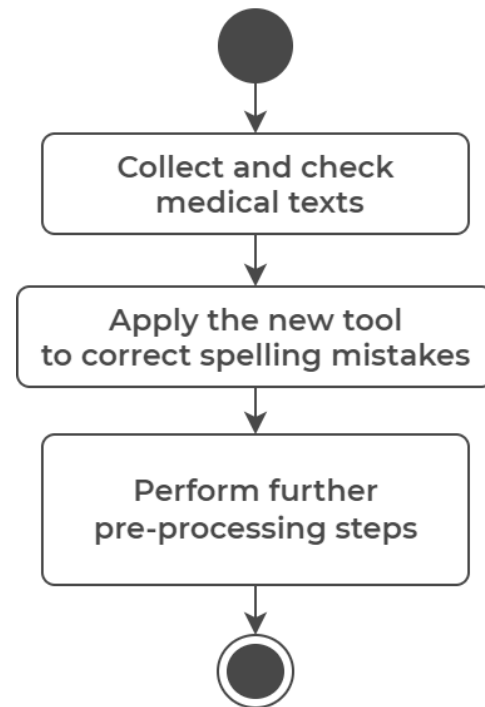 Collect and check
medical texts
Apply the new tool
to correct spelling mistakes
Perform further
pre-processing steps